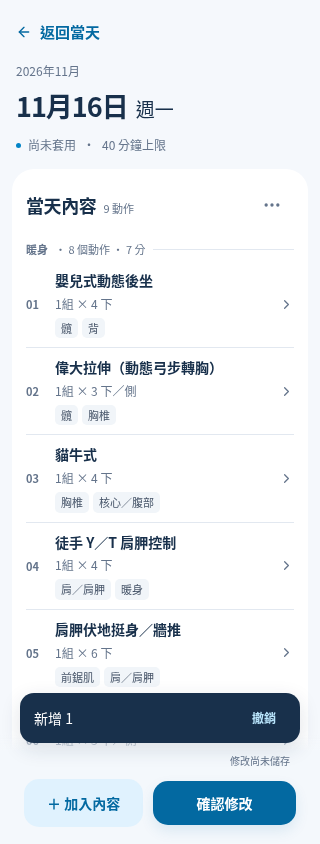 ← 返回當天
2026年11月
11月16日 週一
尚未套用 • 40 分鐘上限
當天內容 9 動作
暖身 • 8 個動作 • 7 分
01
嬰兒式動態後坐
1組 × 4 下
髖 背
02
偉大拉伸（動態弓步轉胸）
1組 × 3 下／側
髖 胸椎
03
貓牛式
1組 × 4 下
胸椎 核心／腹部
04
徒手 Y／T 肩胛控制
1組 × 4 下
肩／肩胛 暖身
05
肩胛伏地挺身／牆推
1組 × 6 下
前鋸肌 肩／肩胛
新增 1 撤銷
修改尚未儲存
＋ 加入內容 確認修改